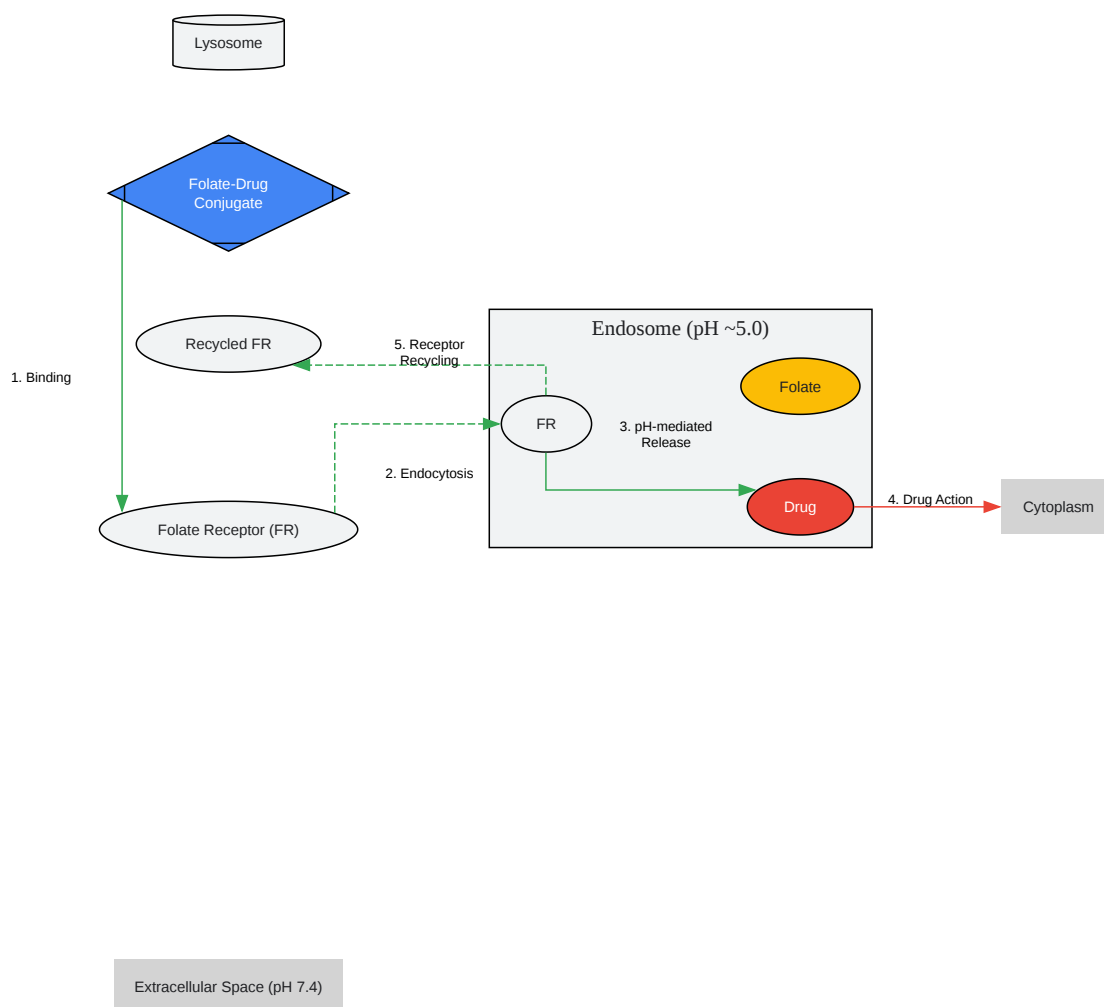 Lysosome
Folate-Drug
Conjugate
Endosome (pH ~5.0)
Recycled FR
5. Receptor
Recycling
1. Binding
Folate
FR
3. pH-mediated
Release
2. Endocytosis
4. Drug Action
Drug
Cytoplasm
Folate Receptor (FR)
Extracellular Space (pH 7.4)